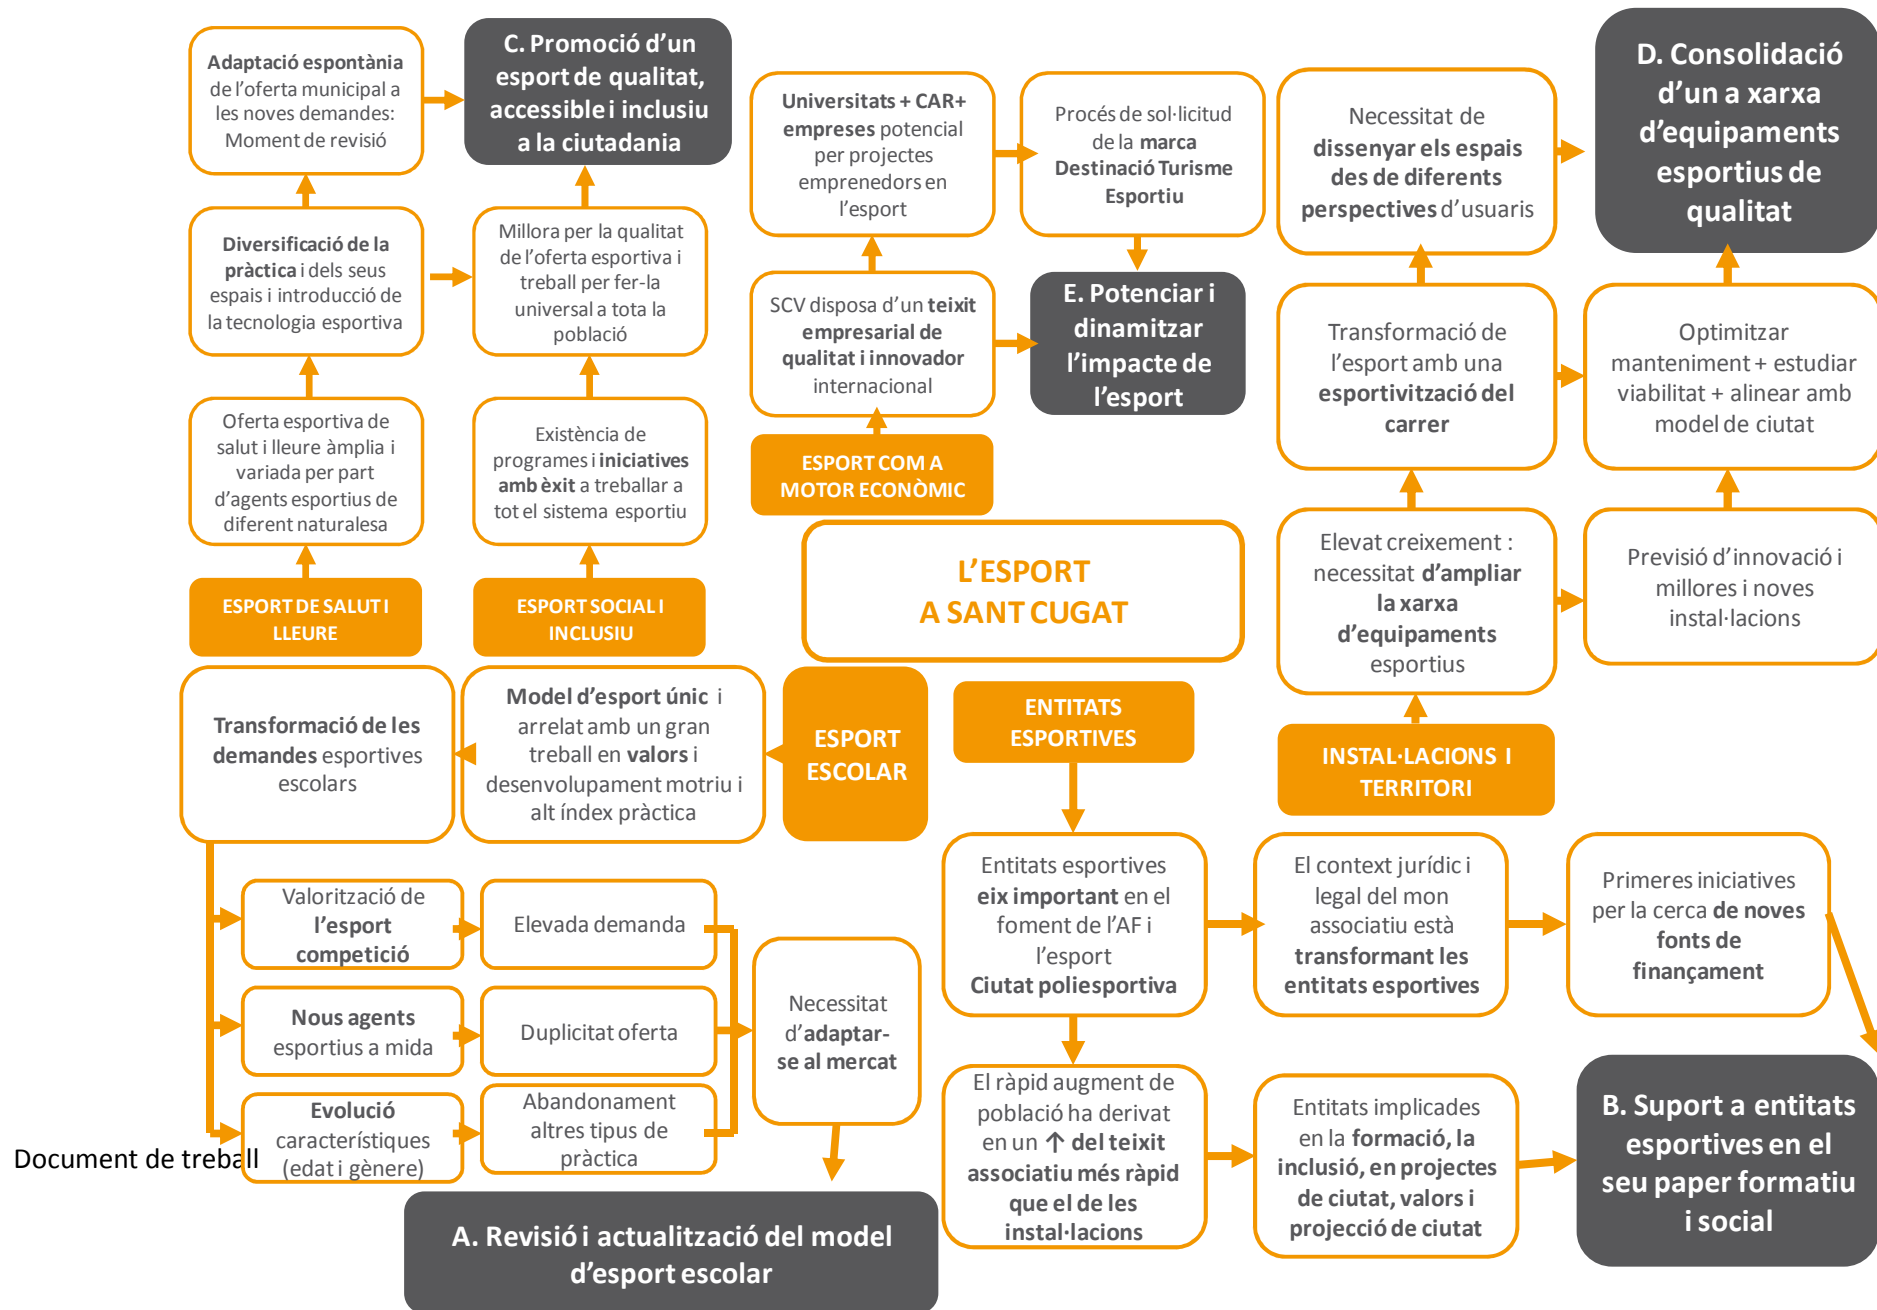 Adaptació espontània
de l'oferta municipal a
les noves demandes:
Moment de revisió
C. Promoció d'un
esport de qualitat,
accessible i inclusiu
a la ciutadania
Diversificació de la
pràctica i dels seus
espais i introducció de
la tecnologia esportiva
Millora per la qualitat
de l'oferta esportiva i
treball per fer-la
universal a tota la
població
Oferta esportiva de
salut i lleure àmplia i
variada per part
d'agents esportius de
diferent naturalesa
Existència de
programes i iniciatives
amb èxit a treballar a
tot el sistema esportiu
ESPORT DE SALUT I
LLEURE
ESPORT SOCIAL I
INCLUSIU
Universitats + CAR+
empreses potencial
per projectes
emprenedors en
l'esport
Procés de sol·licitud
de la marca
Destinació Turisme
Esportiu
SCV disposa d'un teixit
empresarial de
qualitat i innovador
internacional
E. Potenciar i
dinamitzar
l'impacte de
l'esport
ESPORT COM A
MOTOR ECONÒMIC
Necessitat de
dissenyar els espais
des de diferents
perspectives d'usuaris
D. Consolidació
d'un a xarxa
d'equipaments
esportius de
qualitat
Transformació de
l'esport amb una
esportivització del
carrer
Optimitzar
manteniment + estudiar
viabilitat + alinear amb
model de ciutat
Elevat creixement :
necessitat d'ampliar
la xarxa
d'equipaments
esportius
Previsió d'innovació i
millores i noves
instal·lacions
INSTAL·LACIONS I
TERRITORI
L'ESPORT
A SANT CUGAT
Transformació de les
demandes esportives
escolars
Model d'esport únic i
arrelat amb un gran
treball en valors i
desenvolupament motriu i
alt índex pràctica
ESPORT
ESCOLAR
Valorització de
l'esport
competició
Elevada demanda
Nous agents
esportius a mida
Duplicitat oferta
Evolució
característiques
(edat i gènere)
Abandonament
altres tipus de
pràctica
Necessitat
d'adaptar-
se al mercat
Document de treball
A. Revisió i actualització del model
d'esport escolar
ENTITATS
ESPORTIVES
Entitats esportives
eix important en el
foment de l'AF i
l'esport
Ciutat poliesportiva
El context jurídic i
legal del mon
associatiu està
transformant les
entitats esportives
Primeres iniciatives
per la cerca de noves
fonts de
finançament
El ràpid augment de
població ha derivat
en un ↑ del teixit
associatiu més ràpid
que el de les
instal·lacions
Entitats implicades
en la formació, la
inclusió, en projectes
de ciutat, valors i
projecció de ciutat
B. Suport a entitats
esportives en el
seu paper formatiu
i social